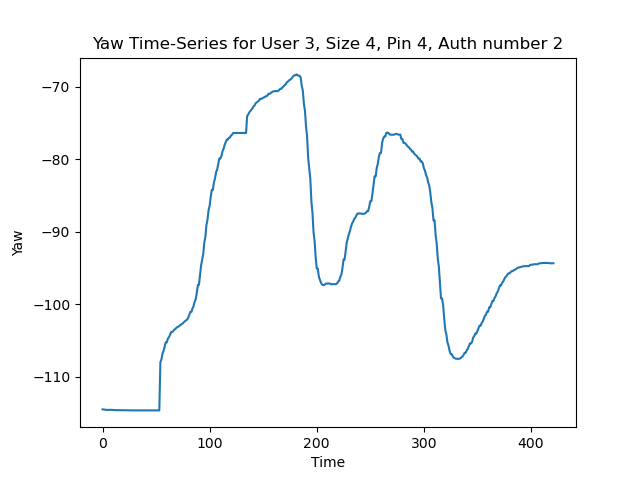 Yaw Time-Series for User 3, Size 4, Pin 4, Auth number 2
−70
−80
−90
−100
−110
Yaw
0 100 200 300 400
Time